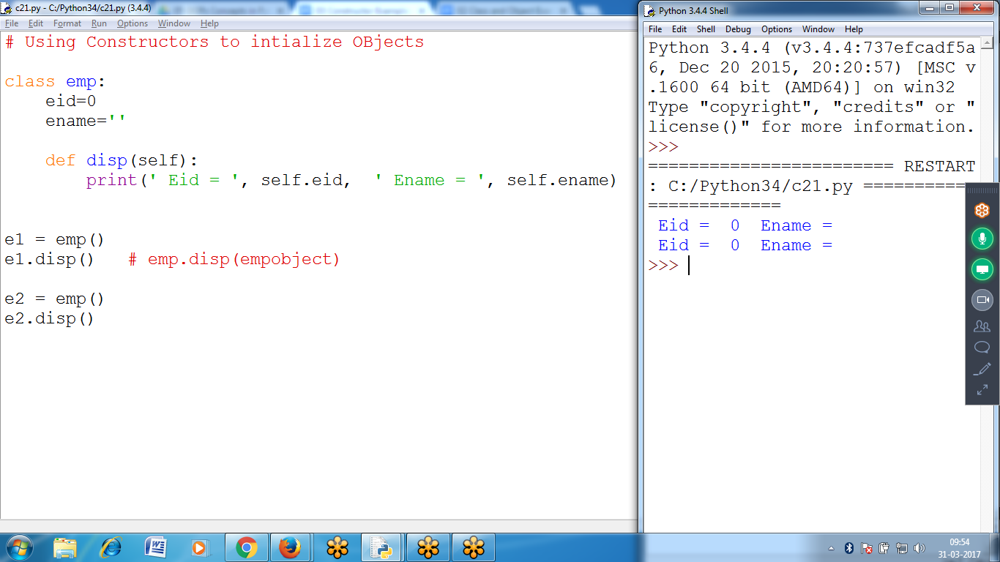 c21.py - C:/Python34/c21.py (3.4.4)
File Edit Format Run Options Window Help
# Using Constructors to intialize OBjects
class emp:
    eid=0
    ename=''
    def disp(self):
        print(' Eid = ', self.eid,  ' Ename = ', self.ename)
e1 = emp()
e1.disp()   # emp.disp(empobject)
e2 = emp()
e2.disp()
Python 3.4.4 Shell
File Edit Shell Debug Options Window Help
Python 3.4.4 (v3.4.4:737efcadf5a
6, Dec 20 2015, 20:20:57) [MSC v
.1600 64 bit (AMD64)] on win32
Type "copyright", "credits" or "
license()" for more information.
>>>
======================== RESTART
: C:/Python34/c21.py ===========
=============
 Eid =  0  Ename =
 Eid =  0  Ename =
>>>
09:54
31-03-2017